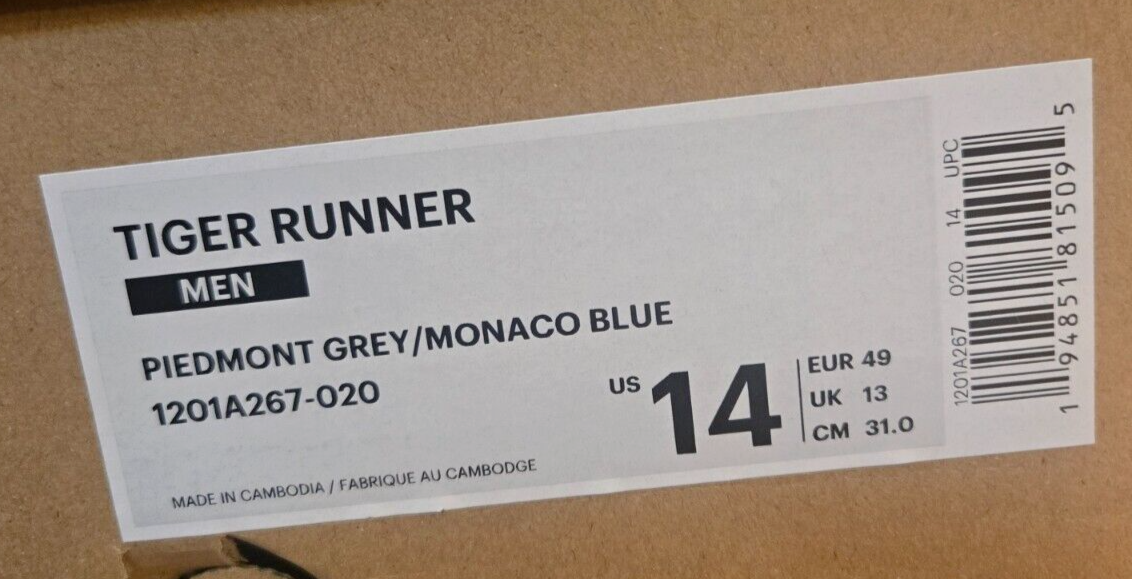 TIGER RUNNER
MEN
PIEDMONT GREY/MONACO BLUE
1201A267-020
US 14
EUR 49
UK 13
CM 31.0
MADE IN CAMBODIA / FABRIQUE AU CAMBODGE
1201A267 020 14 UPC
1 94851 81509 5